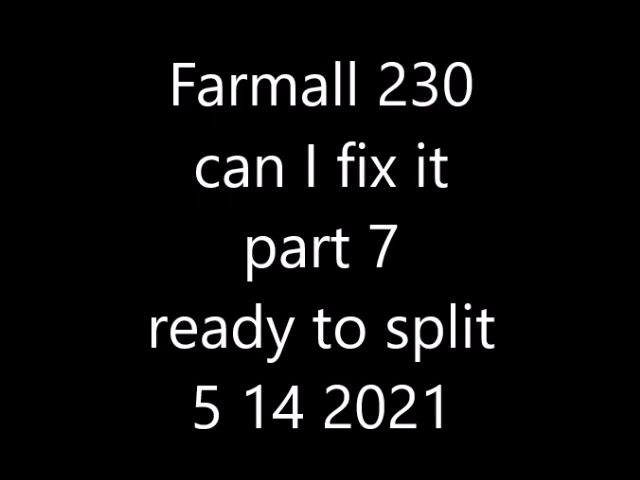 Farmall 230
can I fix it
part 7
ready to split
5 14 2021